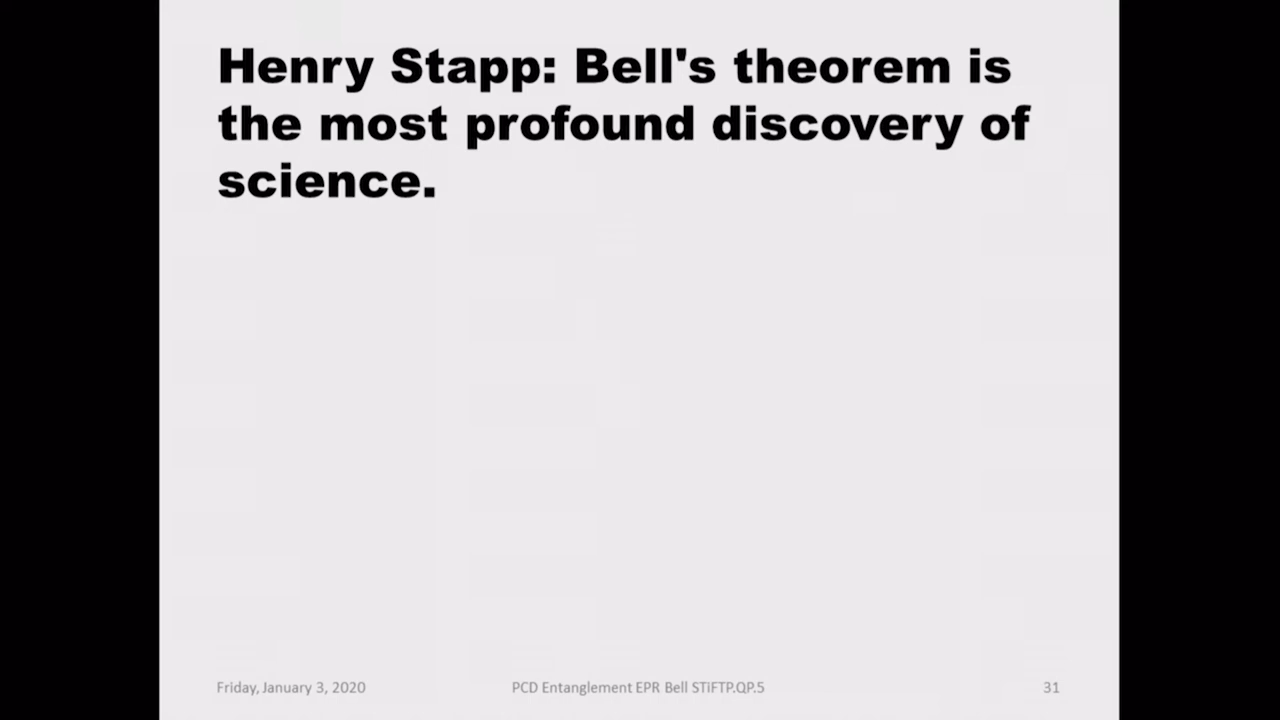 Henry Stapp: Bell's theorem is
the most profound discovery of
science.
Friday, January 3, 2020
PCD Entanglement EPR Bell STiFTP.QP.5
31